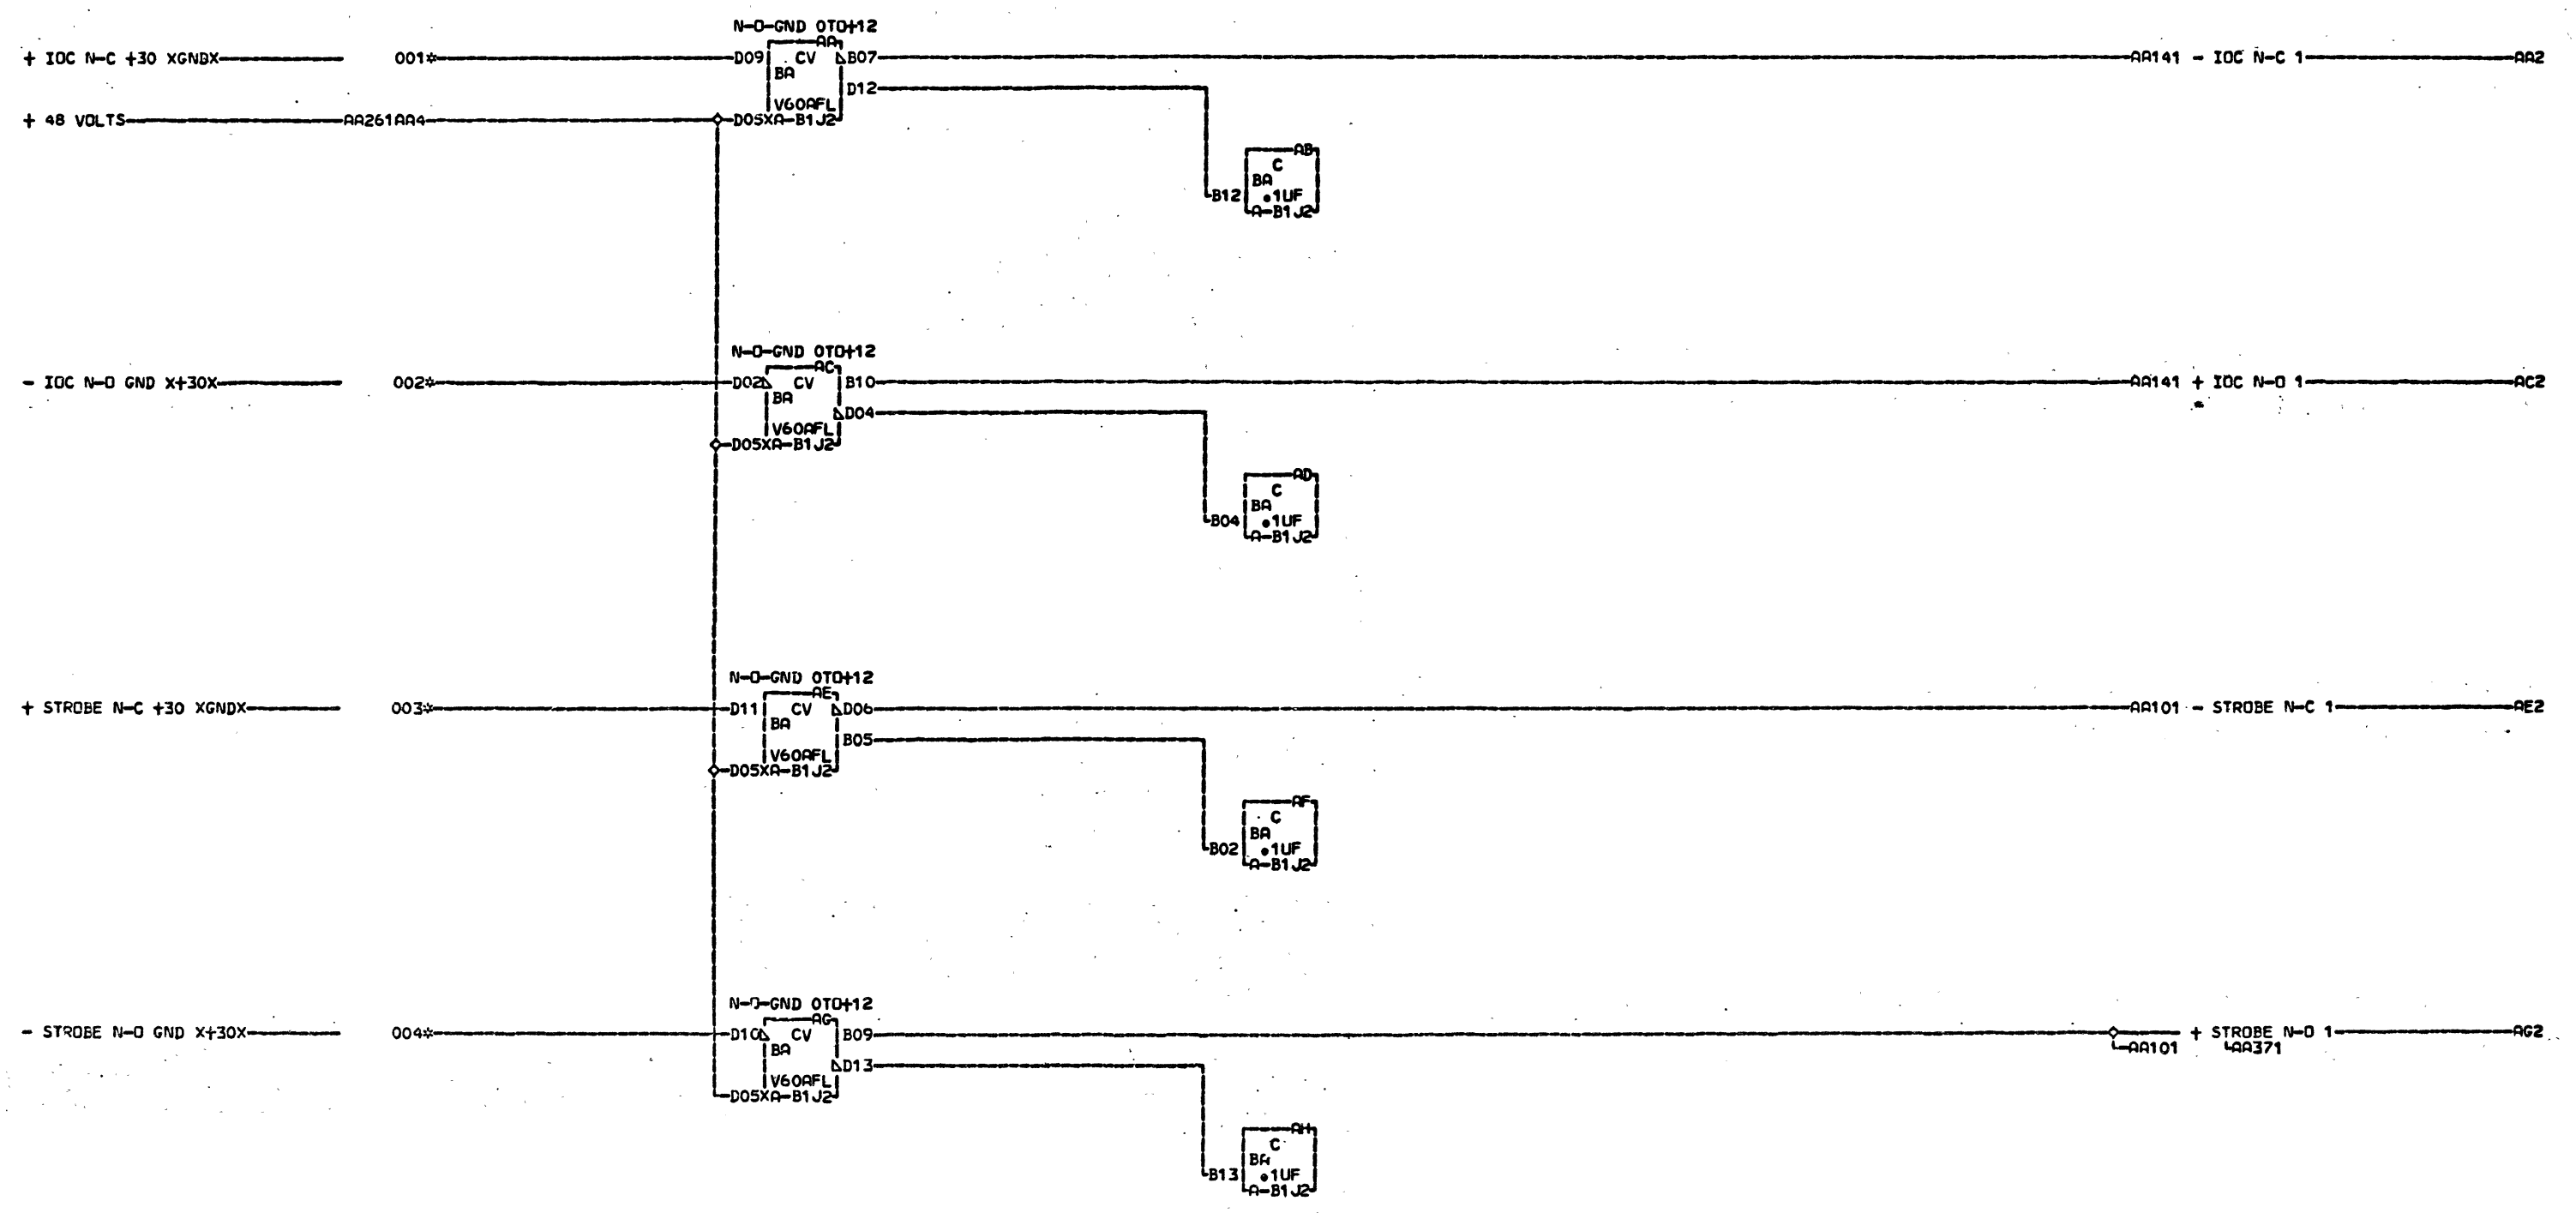 N-O-GND OTO+12
+ IOC N-C +30 XGNDX 001* D09 AA CV B07 AA141 - IOC N-C 1 AA2
BA
D12
V60AFL
+ 48 VOLTS AA261AA4 D05XA-B1J2
AB
C
BA
B12 .1UF
A-B1J2
N-O-GND OTO+12
AC
- IOC N-O GND X+30X 002* D02 CV B10 AA141 + IOC N-O 1 AC2
BA
D04
V60AFL
D05XA-B1J2
AD
C
BA
B04 .1UF
A-B1J2
N-O-GND OTO+12
AE
+ STROBE N-C +30 XGNDX 003* D11 CV D06 AA101 - STROBE N-C 1 AE2
BA
B05
V60AFL
D05XA-B1J2
AF
C
BA
B02 .1UF
A-B1J2
N-O-GND OTO+12
AG
- STROBE N-O GND X+30X 004* D10 CV B09 + STROBE N-O 1 AG2
AA101 AA371
BA
D13
V60AFL
D05XA-B1J2
AH
C
BA
B13 .1UF
A-B1J2